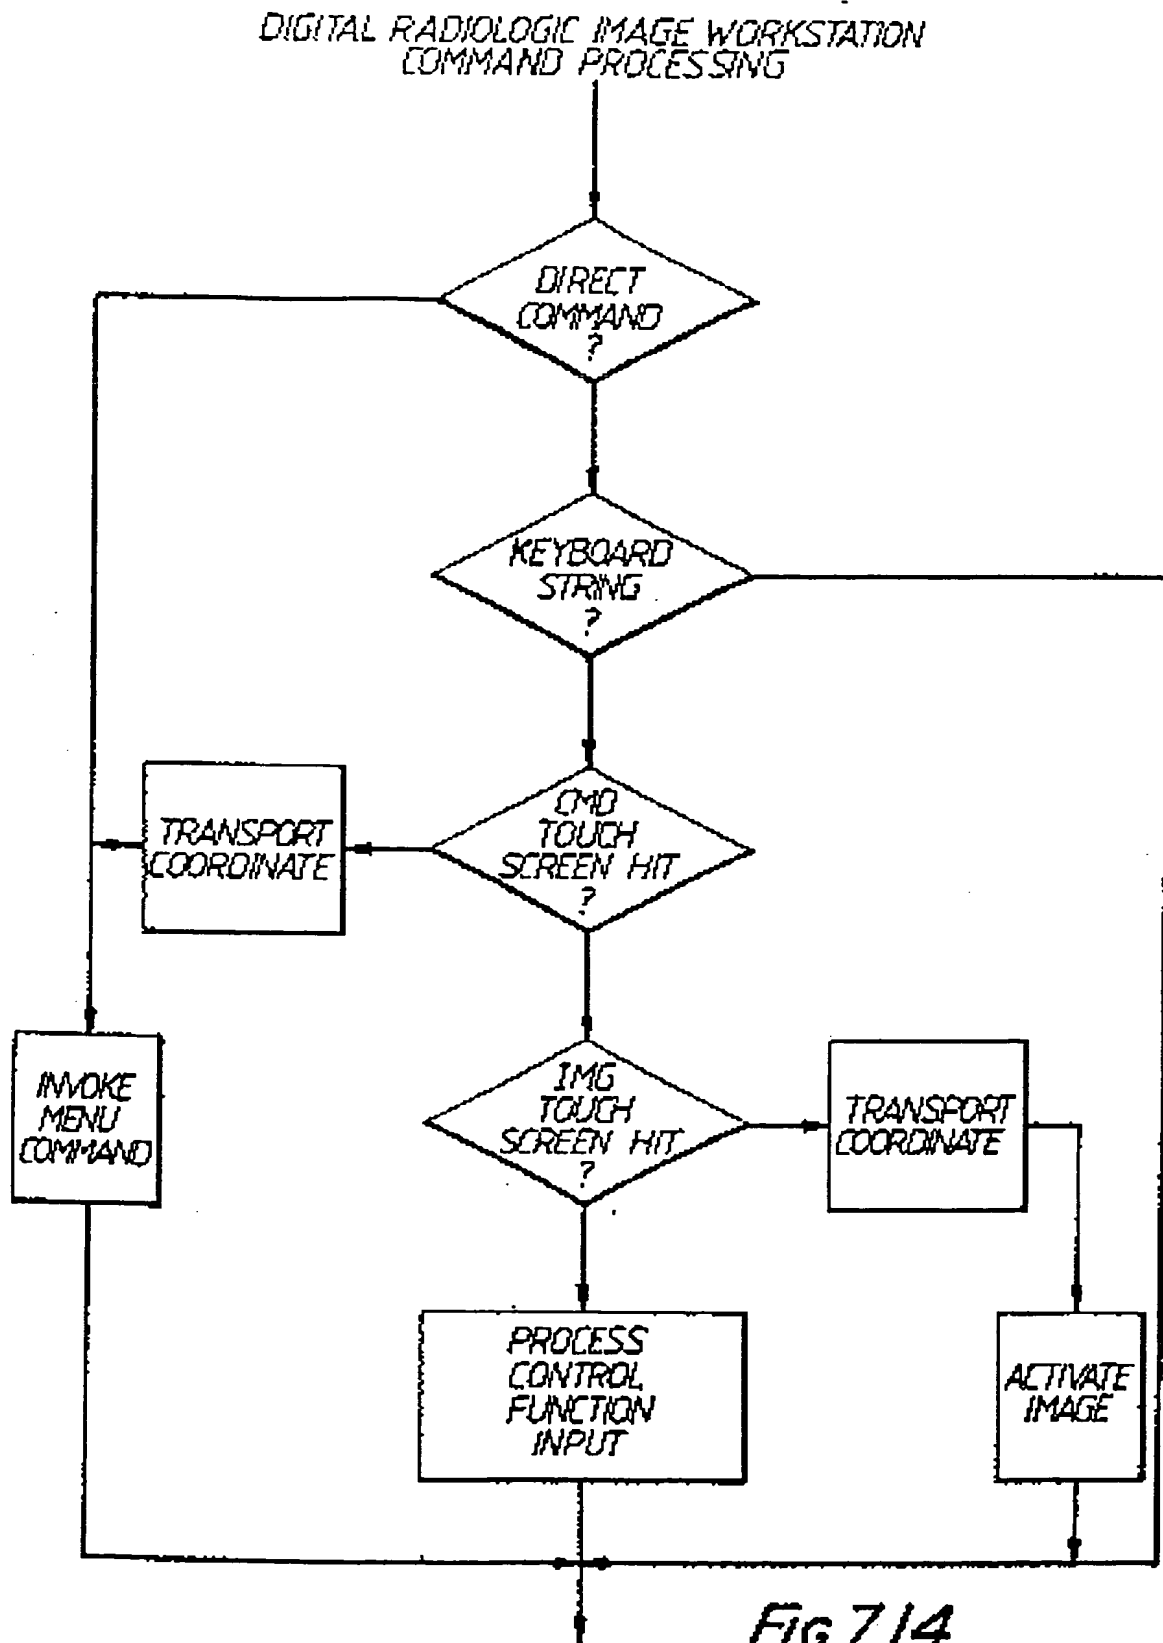 DIGITAL RADIOLOGIC IMAGE WORKSTATION
COMMAND PROCESSING
DIRECT
COMMAND
?
KEYBOARD
STRING
?
CMD
TOUCH
SCREEN HIT
?
TRANSPORT
COORDINATE
INVOKE
MENU
COMMAND
IMG
TOUCH
SCREEN HIT
?
TRANSPORT
COORDINATE
PROCESS
CONTROL
FUNCTION
INPUT
ACTIVATE
IMAGE
FIG 7 14